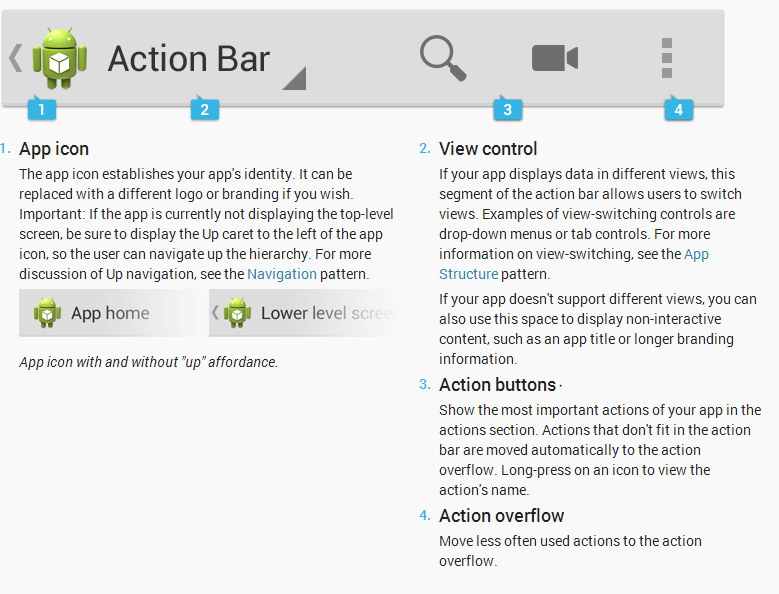 Action Bar
1
2
3
4
1. App icon
The app icon establishes your app's identity. It can be
replaced with a different logo or branding if you wish.
Important: If the app is currently not displaying the top-level
screen, be sure to display the Up caret to the left of the app
icon, so the user can navigate up the hierarchy. For more
discussion of Up navigation, see the Navigation pattern.
App home
Lower level screen
App icon with and without "up" affordance.
2. View control
If your app displays data in different views, this
segment of the action bar allows users to switch
views. Examples of view-switching controls are
drop-down menus or tab controls. For more
information on view-switching, see the App
Structure pattern.
If your app doesn't support different views, you can
also use this space to display non-interactive
content, such as an app title or longer branding
information.
3. Action buttons
Show the most important actions of your app in the
actions section. Actions that don't fit in the action
bar are moved automatically to the action
overflow. Long-press on an icon to view the
action's name.
4. Action overflow
Move less often used actions to the action
overflow.